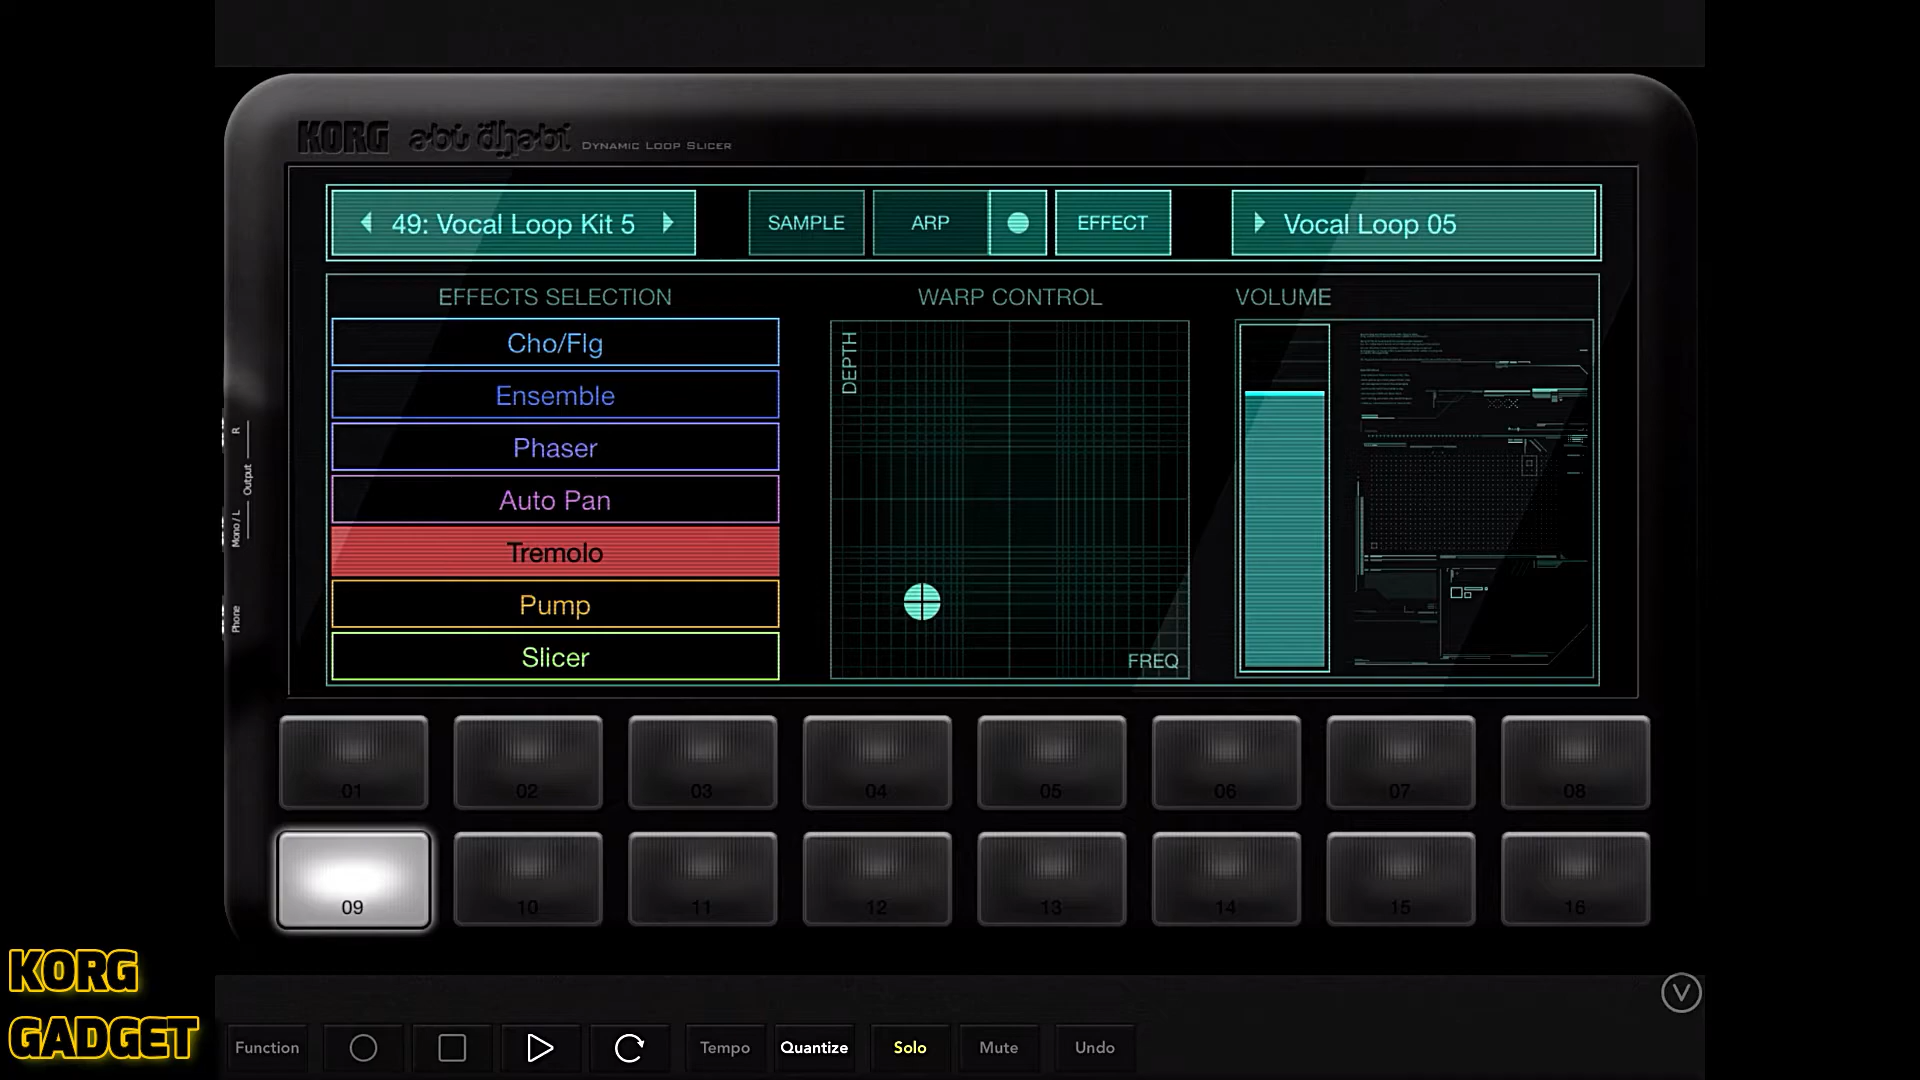 KORG abu dhabi DYNAMIC LOOP SLICER
49: Vocal Loop Kit 5
SAMPLE
ARP
EFFECT
Vocal Loop 05
EFFECTS SELECTION
Cho/Flg
Ensemble
Phaser
Auto Pan
Tremolo
Pump
Slicer
WARP CONTROL
DEPTH
FREQ
VOLUME
R
Output
Mono / L
Phone
01
02
03
04
05
06
07
08
09
10
11
12
13
14
15
16
KORG
GADGET
V
Function
Tempo
Quantize
Solo
Mute
Undo